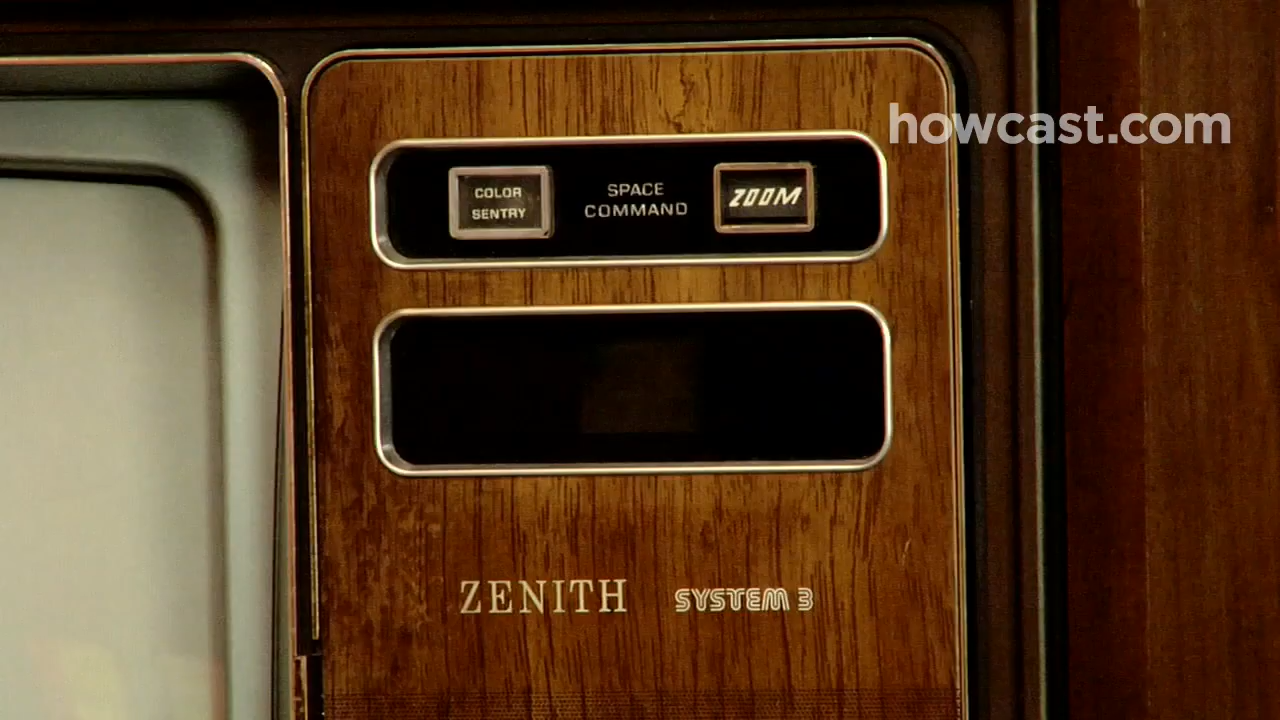 howcast.com
COLOR
SENTRY
SPACE
COMMAND
ZOOM
ZENITH SYSTEM 3